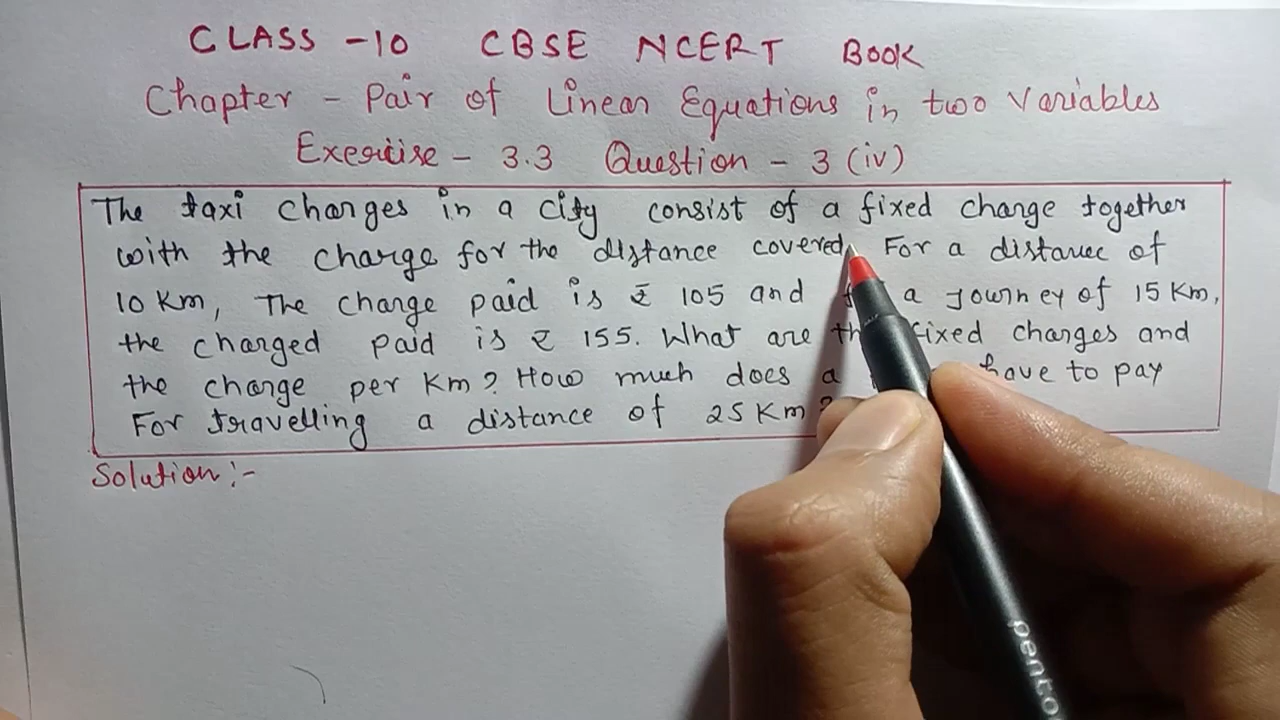 CLASS -10 CBSE NCERT BOOK
Chapter - Pair of Linear Equations in two Variables
Exercise - 3.3 Question - 3 (iv)
The taxi charges in a city consist of a fixed charge together
with the charge for the distance covered. For a distance of
10 Km, The charge paid is ₹ 105 and a journey of 15 Km,
the charged paid is ₹ 155. What are fixed charges and
the charge per Km? How much does a have to pay
For travelling a distance of 25 Km?
Solution :-
pento